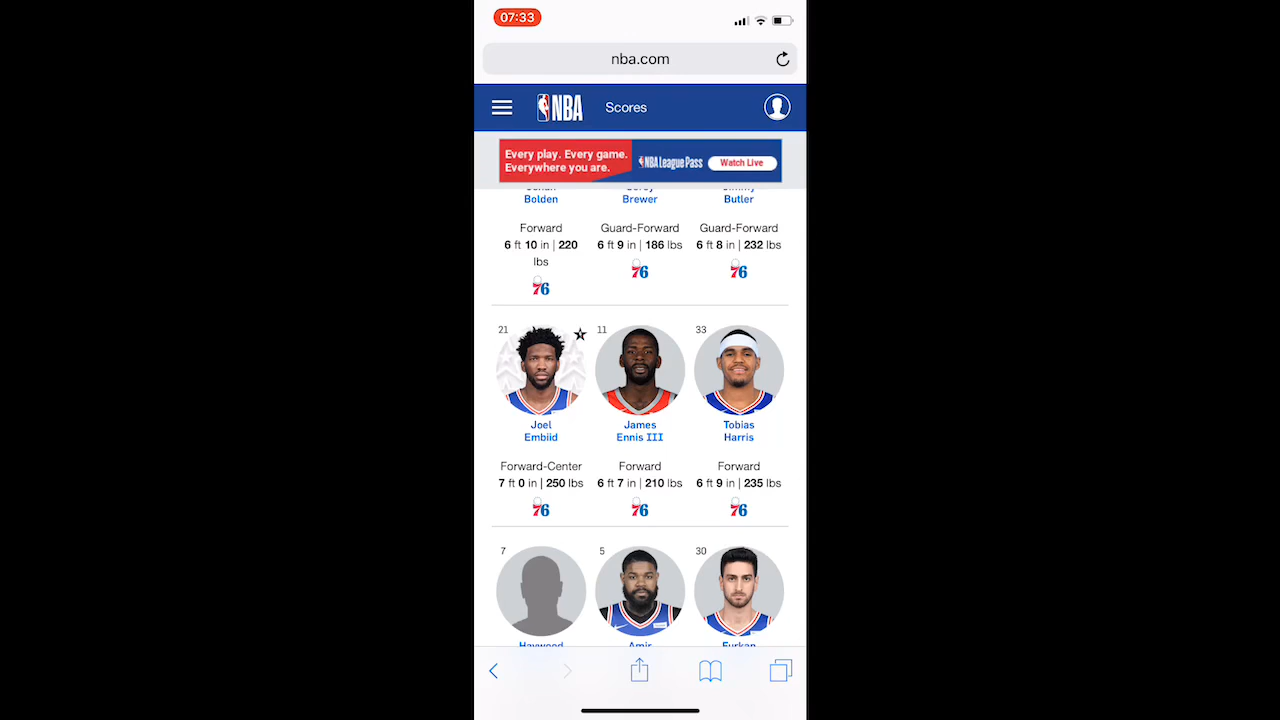 07:33
nba.com
NBA Scores
Every play. Every game.
Everywhere you are.
NBA League Pass
Watch Live
Bolden
Brewer
Butler
Forward
Guard-Forward
Guard-Forward
6 ft 10 in | 220
lbs
6 ft 9 in | 186 lbs
6 ft 8 in | 232 lbs
76
76
76
21
11
33
Joel
Embiid
James
Ennis III
Tobias
Harris
Forward-Center
Forward
Forward
7 ft 0 in | 250 lbs
6 ft 7 in | 210 lbs
6 ft 9 in | 235 lbs
76
76
76
7
5
30
Haywood
Amir
Furkan